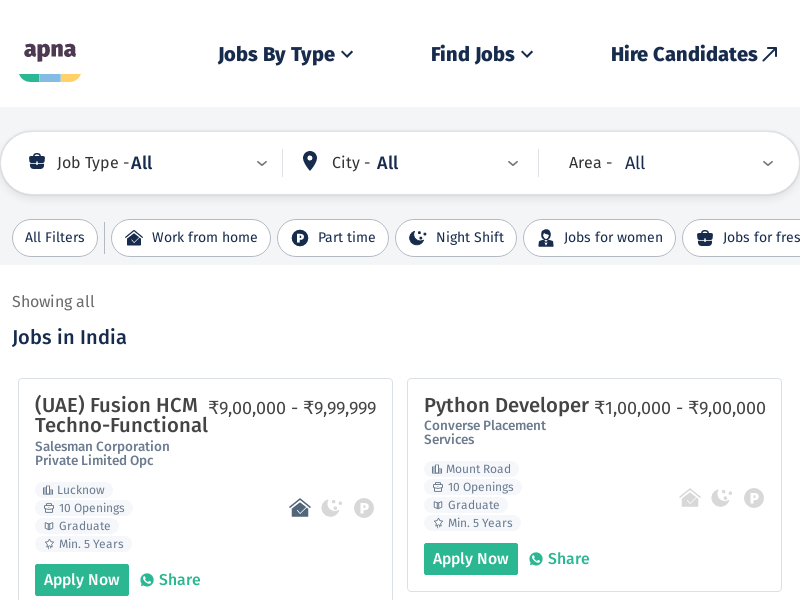 apna
Jobs By Type
Find Jobs
Hire Candidates
Job Type - All
City - All
Area - All
All Filters
Work from home
Part time
Night Shift
Jobs for women
Jobs for fres
Showing all
Jobs in India
(UAE) Fusion HCM
Techno-Functional
₹9,00,000 - ₹9,99,999
Salesman Corporation
Private Limited Opc
Lucknow
10 Openings
Graduate
Min. 5 Years
P
Apply Now
Share
Python Developer
₹1,00,000 - ₹9,00,000
Converse Placement
Services
Mount Road
10 Openings
Graduate
Min. 5 Years
P
Apply Now
Share